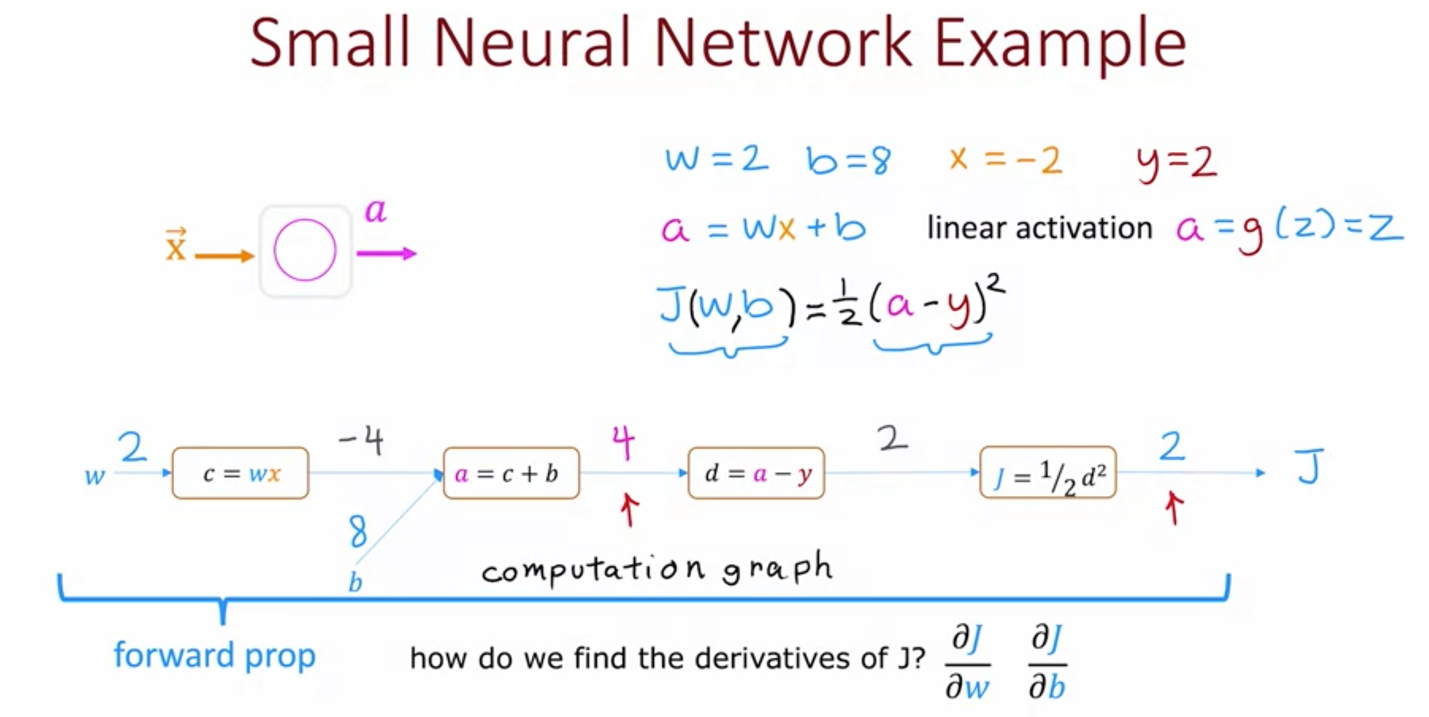 Small Neural Network Example
w = 2 b = 8 x = -2 y = 2
a = wx + b linear activation a = g(z) = z
J(w,b) = 1/2 (a - y)²
x⃗ a
2 -4 4 2 2
w c = wx a = c + b d = a - y J = 1/2 d² J
8
b
computation graph
forward prop how do we find the derivatives of J? ∂J/∂w ∂J/∂b